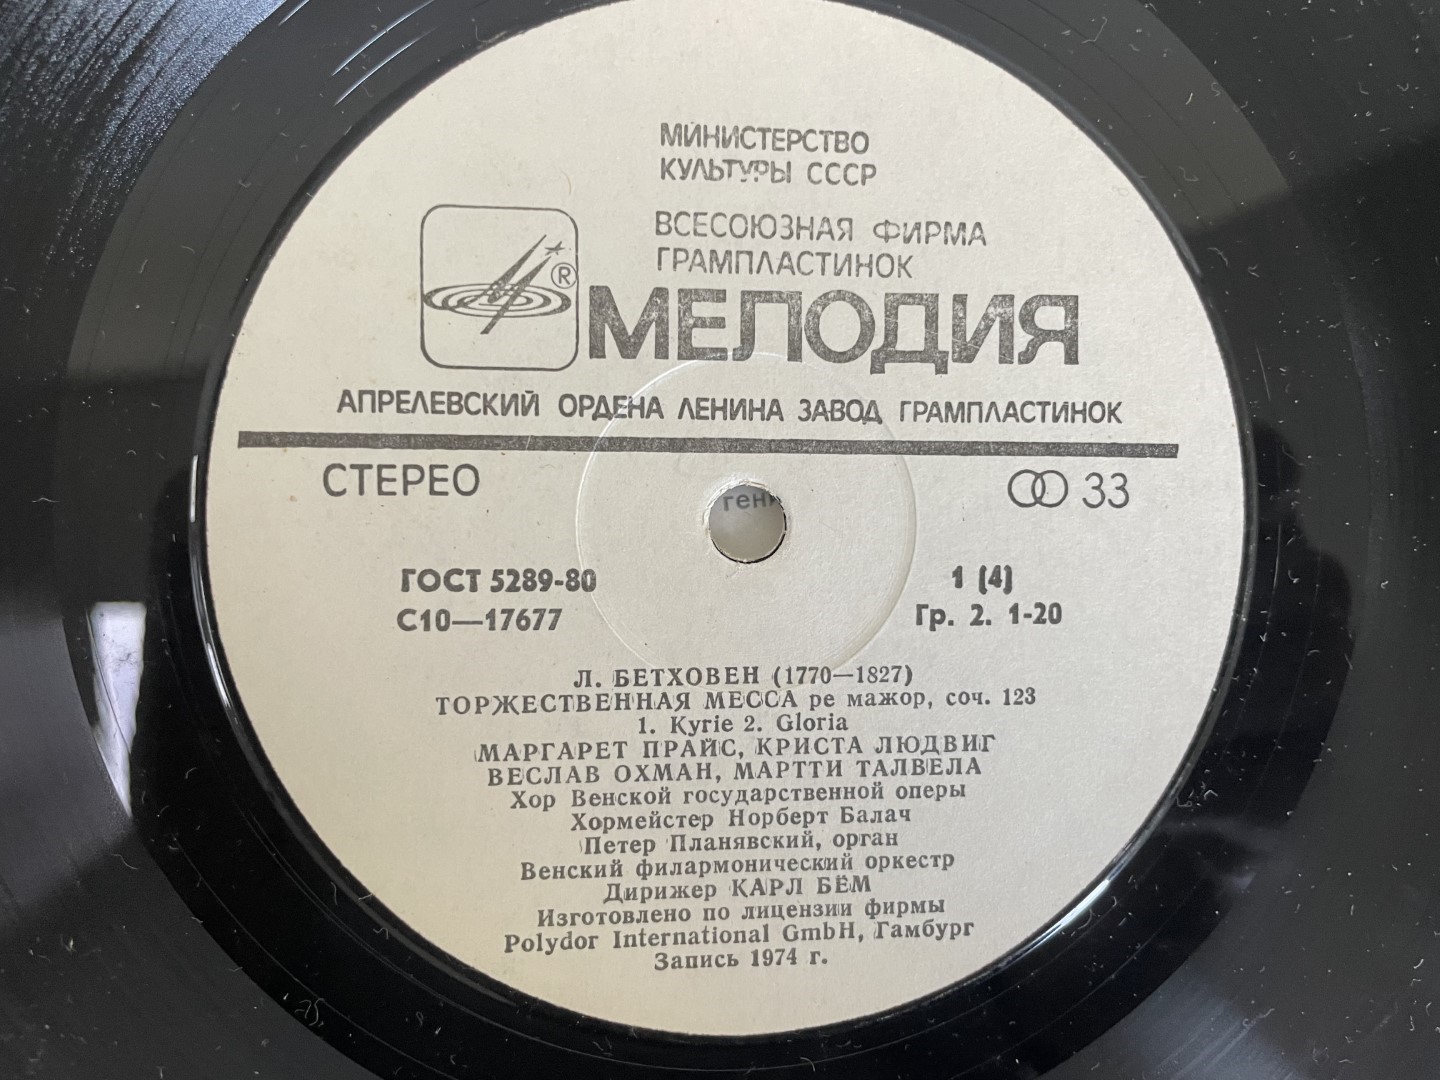 МИНИСТЕРСТВО
КУЛЬТУРЫ СССР
ВСЕСОЮЗНАЯ ФИРМА
ГРАМПЛАСТИНОК
®
МЕЛОДИЯ
АПРЕЛЕВСКИЙ ОРДЕНА ЛЕНИНА ЗАВОД ГРАМПЛАСТИНОК
СТЕРЕО
33
ГОСТ 5289-80
1 (4)
С10—17677
Гр. 2. 1-20
Л. БЕТХОВЕН (1770—1827)
ТОРЖЕСТВЕННАЯ МЕССА ре мажор, соч. 123
1. Kyrie 2. Gloria
МАРГАРЕТ ПРАЙС, КРИСТА ЛЮДВИГ
ВЕСЛАВ ОХМАН, МАРТТИ ТАЛВЕЛА
Хор Венской государственной оперы
Хормейстер Норберт Балач
Петер Планявский, орган
Венский филармонический оркестр
Дирижер КАРЛ БЁМ
Изготовлено по лицензии фирмы
Polydor International GmbH, Гамбург
Запись 1974 г.